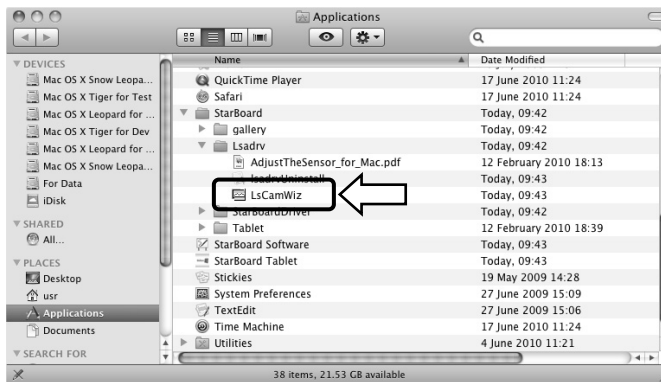 Applications
Name
Date Modified
DEVICES
Mac OS X Snow Leopa...
Mac OS X Tiger for Test
Mac OS X Leopard for ...
Mac OS X Tiger for Dev
Mac OS X Leopard for ...
Mac OS X Snow Leopa...
For Data
iDisk
SHARED
All...
PLACES
Desktop
usr
Applications
Documents
SEARCH FOR
QuickTime Player 17 June 2010 11:24
Safari 17 June 2010 11:24
StarBoard Today, 09:42
gallery Today, 09:42
Lsadrv Today, 09:42
AdjustTheSensor_for_Mac.pdf 12 February 2010 18:13
lsadrvUninstall Today, 09:43
LsCamWiz Today, 09:43
StarBoardDriver Today, 09:42
Tablet 12 February 2010 18:39
StarBoard Software Today, 09:43
StarBoard Tablet Today, 09:43
Stickies 19 May 2009 14:28
System Preferences 27 June 2009 15:09
TextEdit 27 June 2009 15:06
Time Machine 17 June 2010 11:24
Utilities 4 June 2010 11:21
38 items, 21.53 GB available